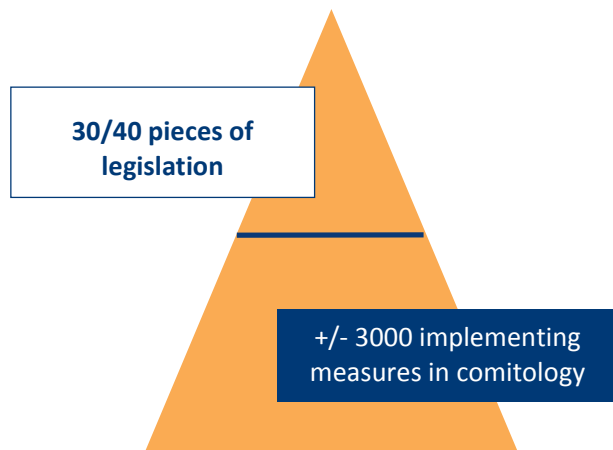 30/40 pieces of
legislation
+/- 3000 implementing
measures in comitology